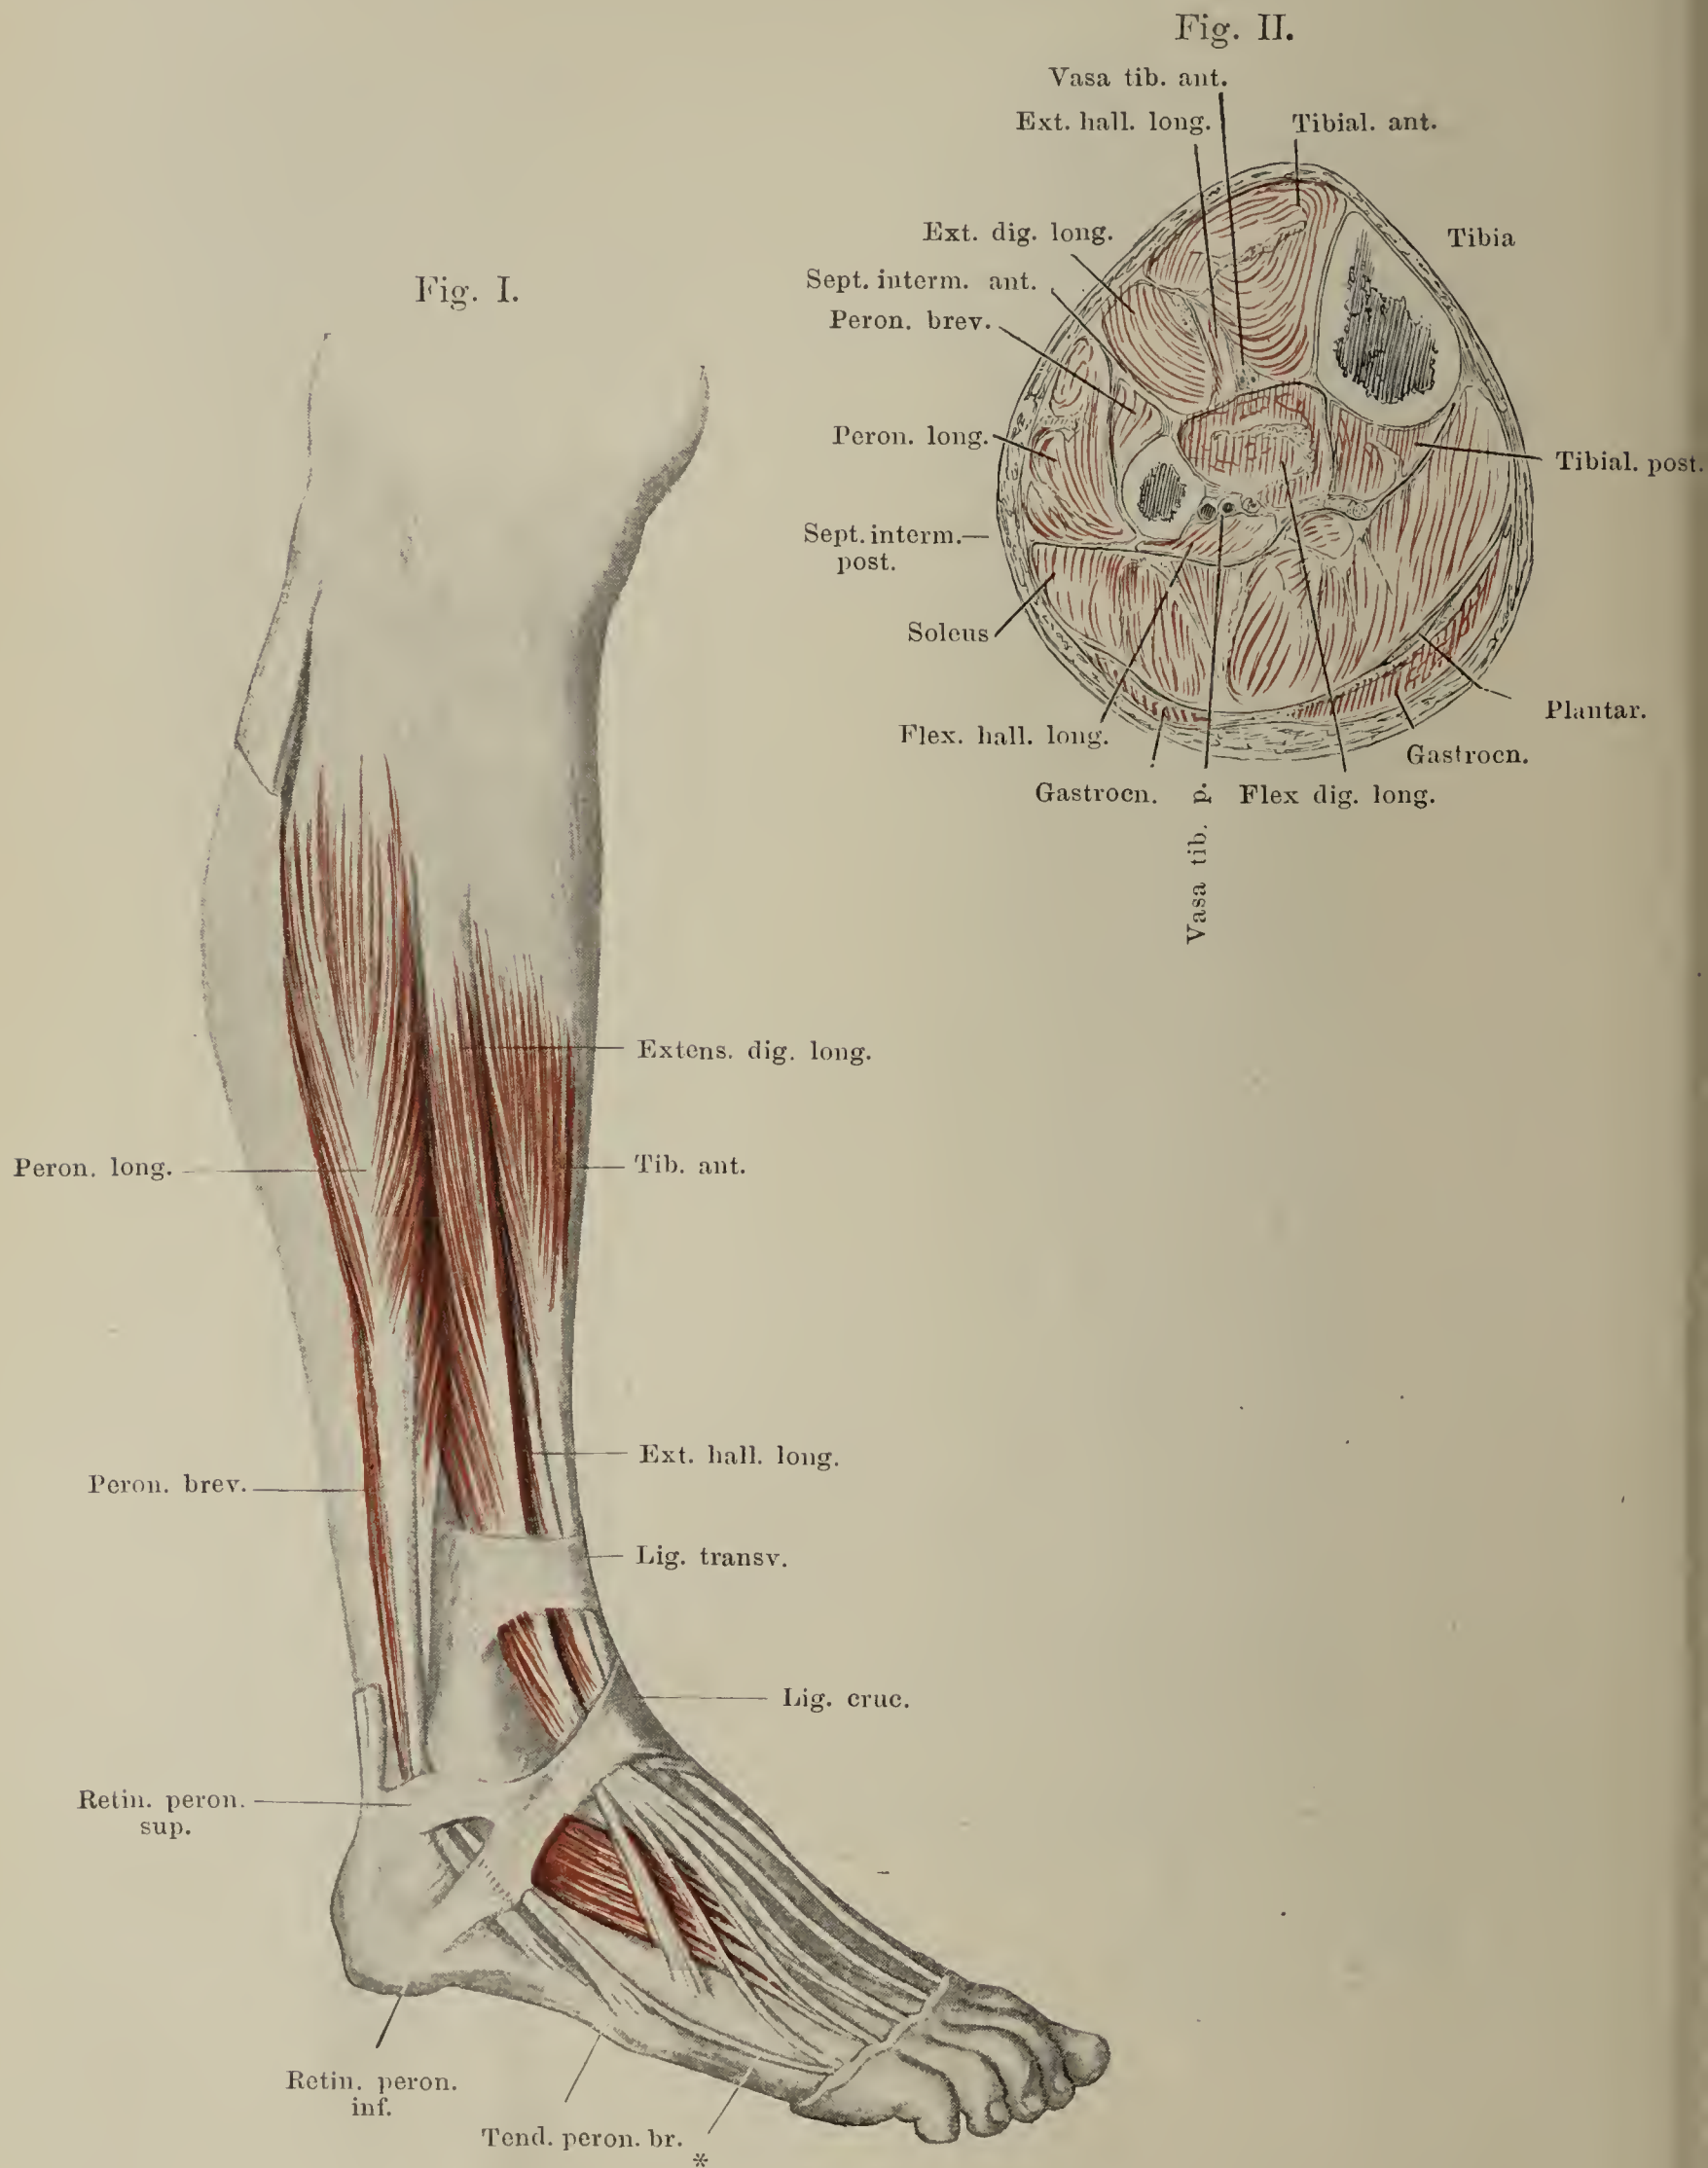 Fig. II.
Vasa tib. ant.
Ext. hall. long.
Tibial. ant.
Ext. dig. long.
Tibia
Sept. interm. ant.
Peron. brev.
Peron. long.
Tibial. post.
Sept. interm.
post.
Soleus
Plantar.
Flex. hall. long.
Gastrocn.
Gastrocn.
Vasa tib. p.
Flex dig. long.
Fig. I.
Extens. dig. long.
Peron. long.
Tib. ant.
Ext. hall. long.
Peron. brev.
Lig. transv.
Lig. cruc.
Retin. peron.
sup.
Retin. peron.
inf.
Tend. peron. br.
*